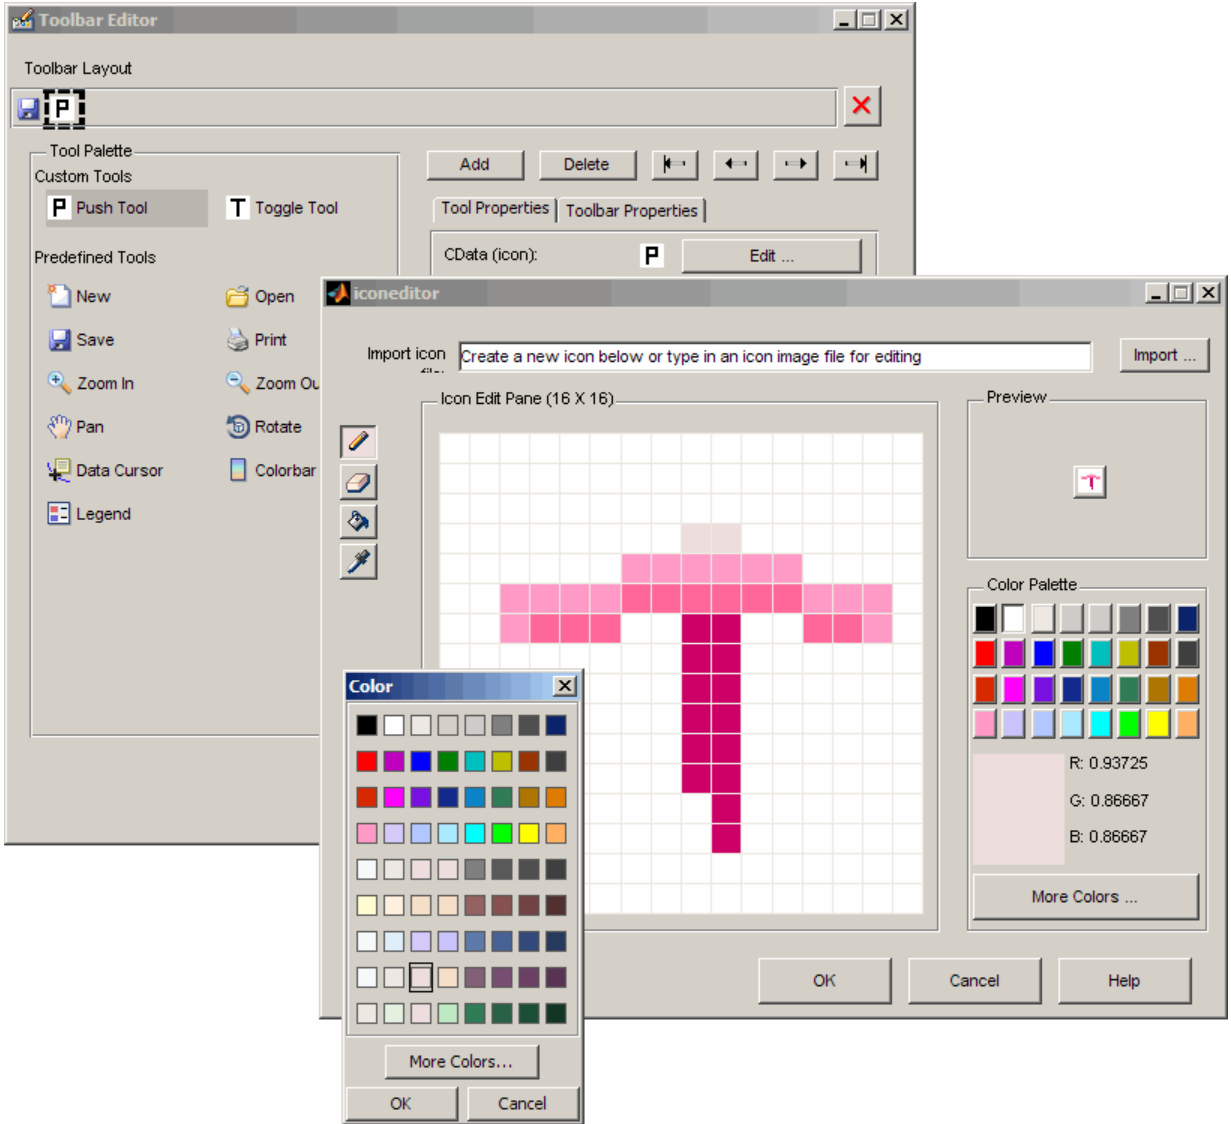 Toolbar Editor
Toolbar Layout
P
Tool Palette
Custom Tools
P Push Tool
T Toggle Tool
Predefined Tools
New
Open
Save
Print
Zoom In
Zoom Ou
Pan
Rotate
Data Cursor
Colorbar
Legend
Add
Delete
Tool Properties
Toolbar Properties
CData (icon):
P
Edit ...
iconeditor
Import icon
file:
Create a new icon below or type in an icon image file for editing
Import ...
Icon Edit Pane (16 X 16)
Preview
Color Palette
R: 0.93725
G: 0.86667
B: 0.86667
More Colors ...
OK
Cancel
Help
Color
More Colors...
OK
Cancel